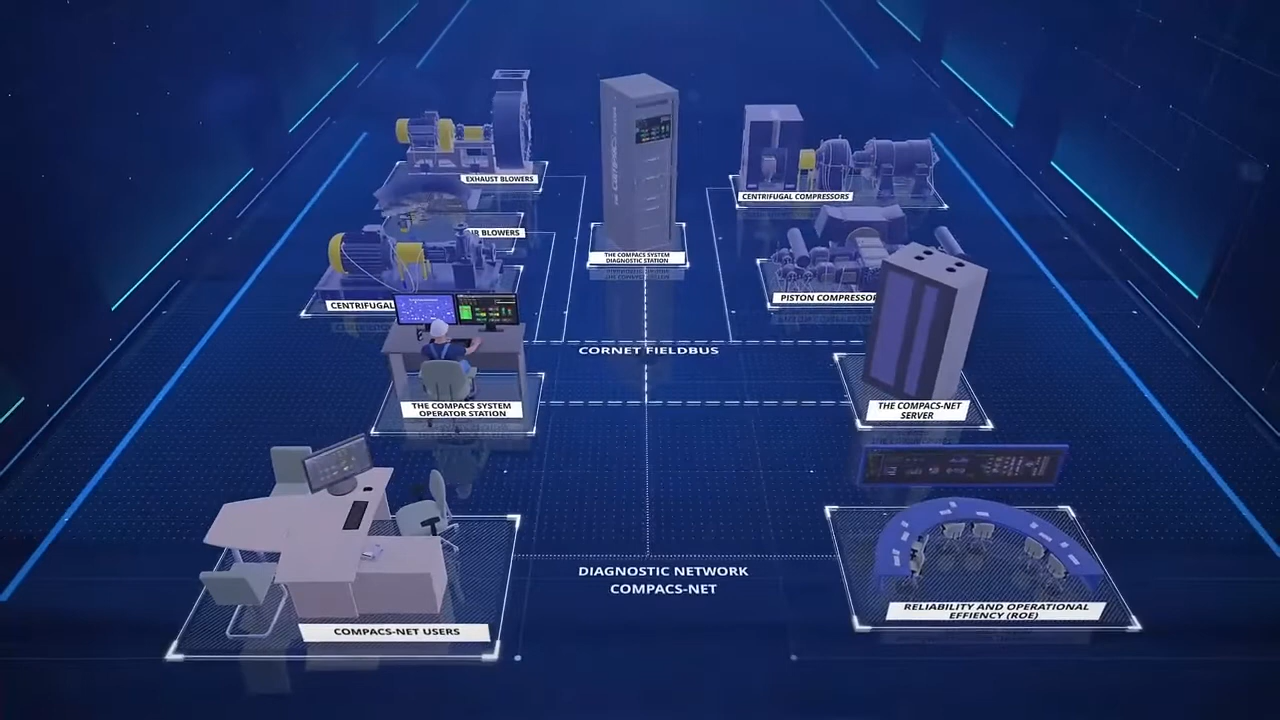 EXHAUST BLOWERS
CENTRIFUGAL COMPRESSORS
BLOWERS
THE COMPACS SYSTEM
DIAGNOSTIC STATION
PISTON COMPRESSOR
CENTRIFUGAL
CORNET FIELDBUS
THE COMPACS SYSTEM
OPERATOR STATION
THE COMPACS-NET
SERVER
DIAGNOSTIC NETWORK
COMPACS-NET
RELIABILITY AND OPERATIONAL
EFFIENCY (ROE)
COMPACS-NET USERS